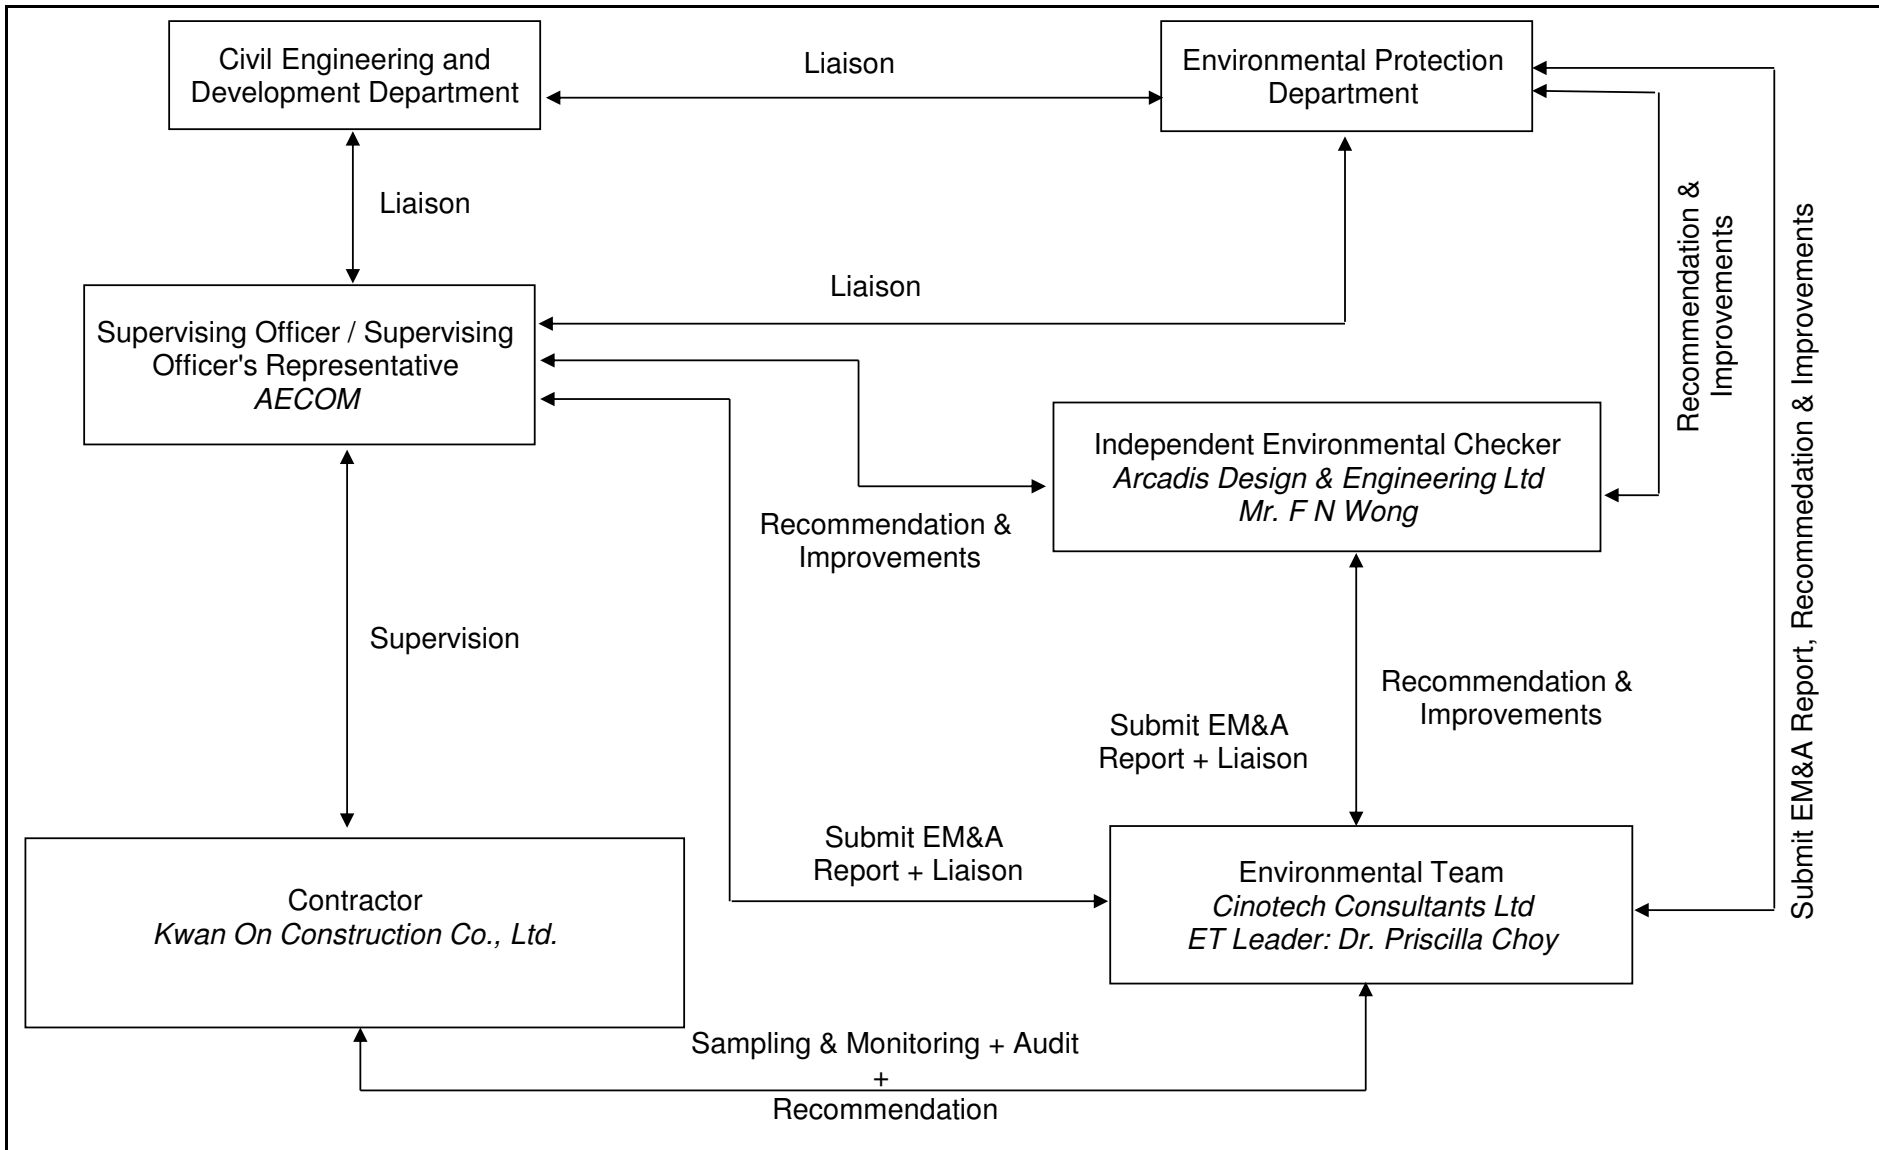 Civil Engineering and
Development Department
Liaison
Environmental Protection
Department
Liaison
Liaison
Recommendation &
Improvements
Submit EM&A Report, Recommedation & Improvements
Supervising Officer / Supervising
Officer's Representative
AECOM
Independent Environmental Checker
Arcadis Design & Engineering Ltd
Mr. F N Wong
Recommendation &
Improvements
Supervision
Recommendation &
Improvements
Submit EM&A
Report + Liaison
Submit EM&A
Report + Liaison
Contractor
Kwan On Construction Co., Ltd.
Environmental Team
Cinotech Consultants Ltd
ET Leader: Dr. Priscilla Choy
Sampling & Monitoring + Audit
+
Recommendation